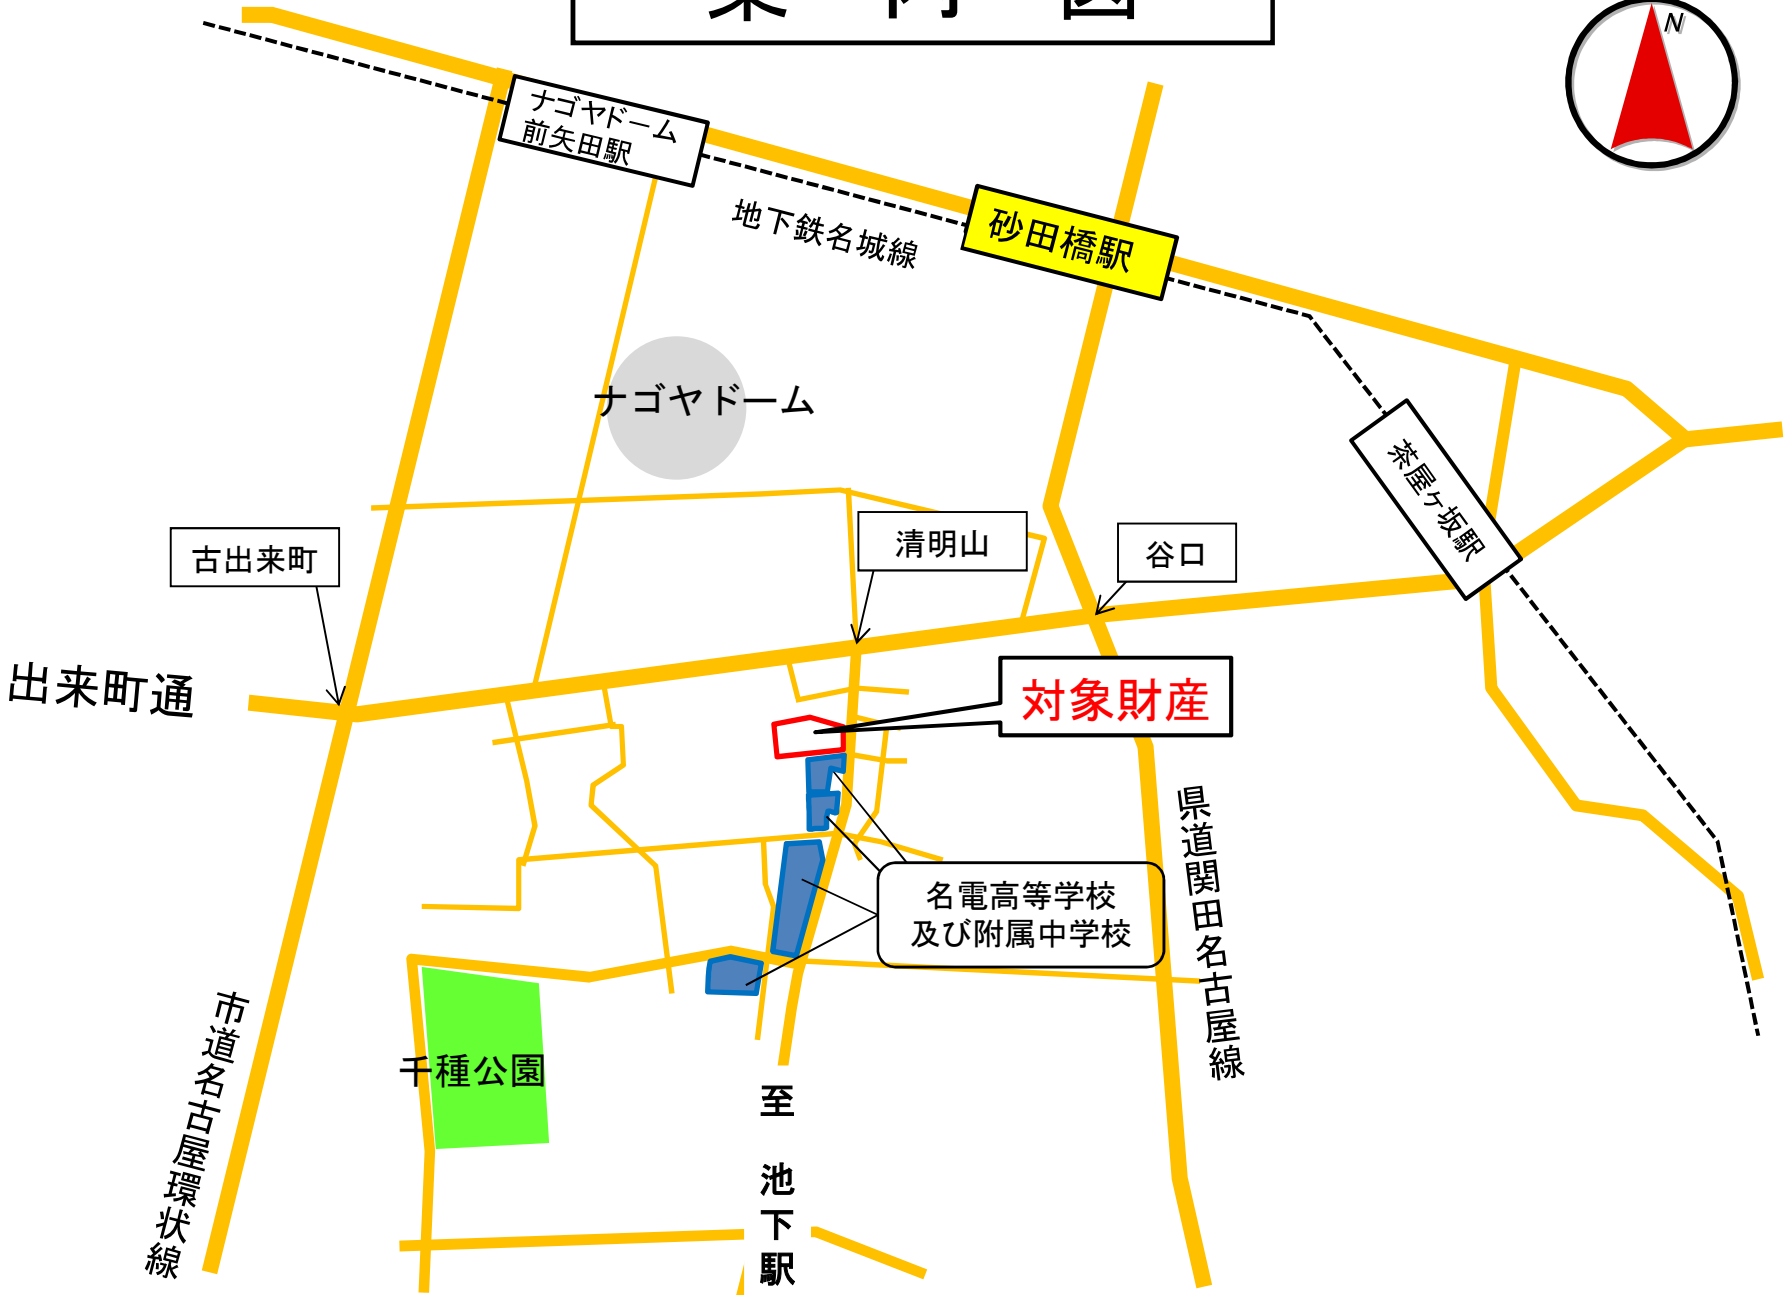 案内図
N
ナゴヤドーム
前矢田駅
地下鉄名城線
砂田橋駅
ナゴヤドーム
茶屋ヶ坂駅
古出来町
清明山
谷口
出来町通
対象財産
県道関田名古屋線
名電高等学校
及び附属中学校
千種公園
市道名古屋環状線
至 池下駅